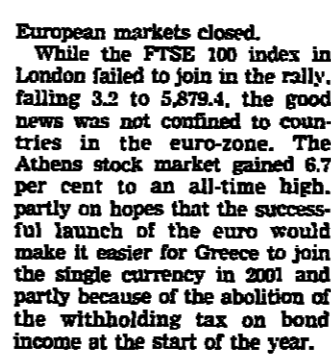 European markets closed.
While the FTSE 100 index in
London failed to join in the rally,
falling 3.2 to 5,879.4, the good
news was not confined to coun-
tries in the euro-zone. The
Athens stock market gained 6.7
per cent to an all-time high,
partly on hopes that the success-
ful launch of the euro would
make it easier for Greece to join
the single currency in 2001 and
partly because of the abolition of
the withholding tax on bond
income at the start of the year.